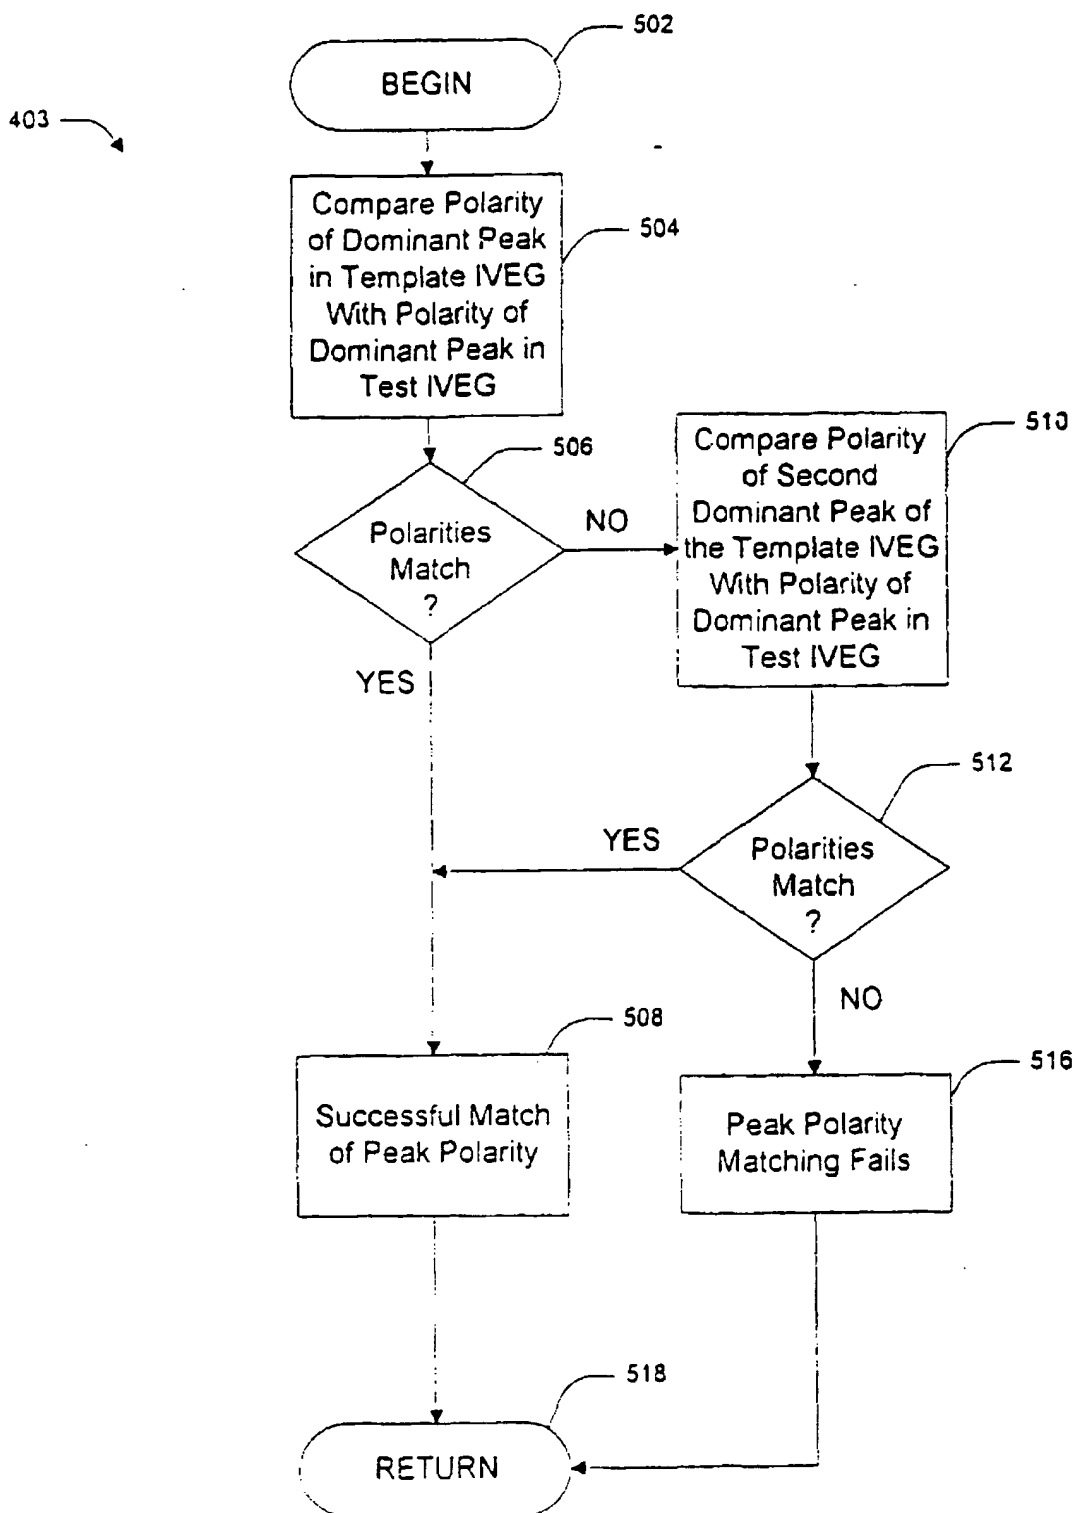 502
BEGIN
403
Compare Polarity
of Dominant Peak
in Template IVEG
With Polarity of
Dominant Peak in
Test IVEG
504
506
Polarities
Match
?
NO
YES
510
Compare Polarity
of Second
Dominant Peak of
the Template IVEG
With Polarity of
Dominant Peak in
Test IVEG
512
Polarities
Match
?
YES
NO
508
Successful Match
of Peak Polarity
516
Peak Polarity
Matching Fails
518
RETURN